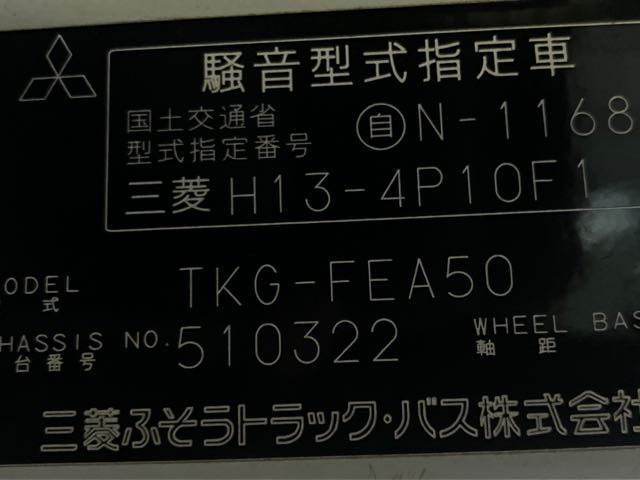 騒音型式指定車
国土交通省
型式指定番号
自 N-1168
三菱 H13-4P10F1
MODEL TKG-FEA50
式
CHASSIS NO. 510322 WHEEL BAS
台番号 軸距
三菱ふそうトラック・バス株式会社